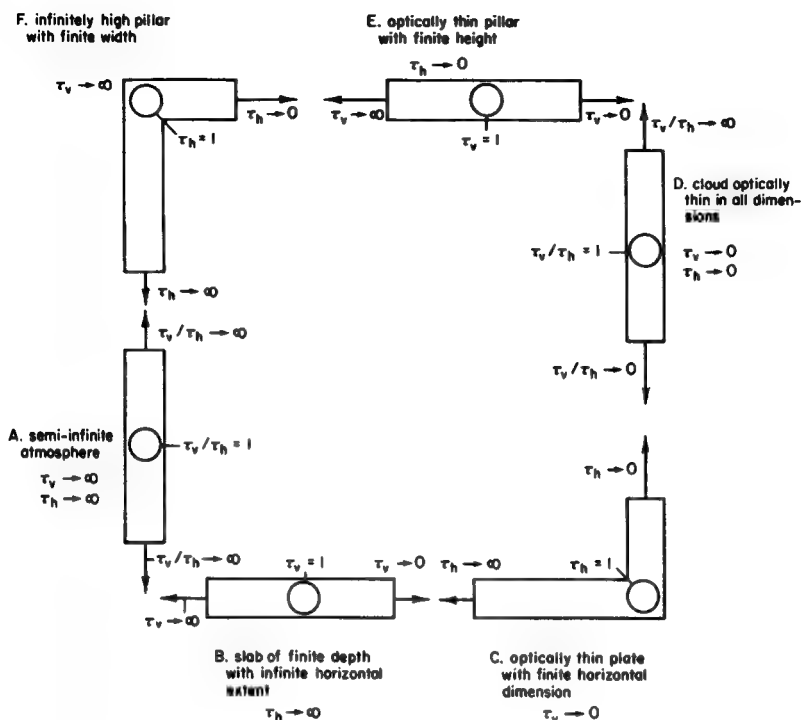 F. infinitely high pillar
with finite width
τv → ∞
τh → 0
τh = 1
τh → ∞
E. optically thin pillar
with finite height
τh → 0
τv → ∞
τv → 0
τv = 1
τv/τh → ∞
D. cloud optically
thin in all dimen-
sions
τv/τh = 1
τv → 0
τh → 0
τv/τh → 0
τv/τh → ∞
A. semi-infinite
atmosphere
τv → ∞
τh → ∞
τv/τh = 1
τv/τh → ∞
τv → ∞
τv = 1
τv → 0
B. slab of finite depth
with infinite horizontal
extent
τh → ∞
τh → 0
τh → ∞
τh = 1
C. optically thin plate
with finite horizontal
dimension
τv → 0